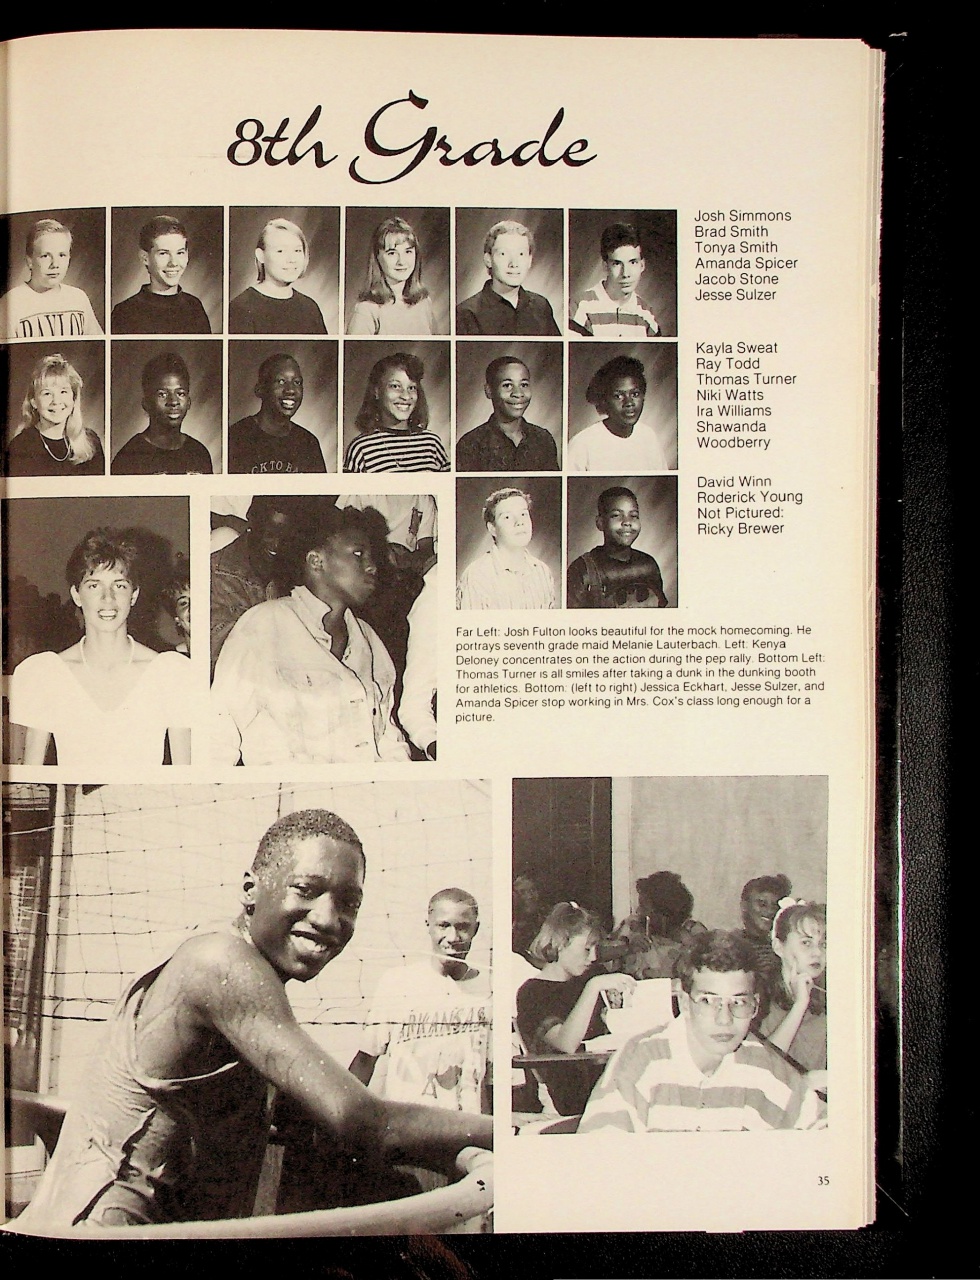 8th Grade
Josh Simmons
Brad Smith
Tonya Smith
Amanda Spicer
Jacob Stone
Jesse Sulzer
Kayla Sweat
Ray Todd
Thomas Turner
Niki Watts
Ira Williams
Shawanda
Woodberry
David Winn
Roderick Young
Not Pictured:
Ricky Brewer
Far Left: Josh Fulton looks beautiful for the mock homecoming. He
portrays seventh grade maid Melanie Lauterbach. Left: Kenya
Deloney concentrates on the action during the pep rally. Bottom Left:
Thomas Turner is all smiles after taking a dunk in the dunking booth
for athletics. Bottom: (left to right) Jessica Eckhart, Jesse Sulzer, and
Amanda Spicer stop working in Mrs. Cox's class long enough for a
picture.
ARKANSAS
35